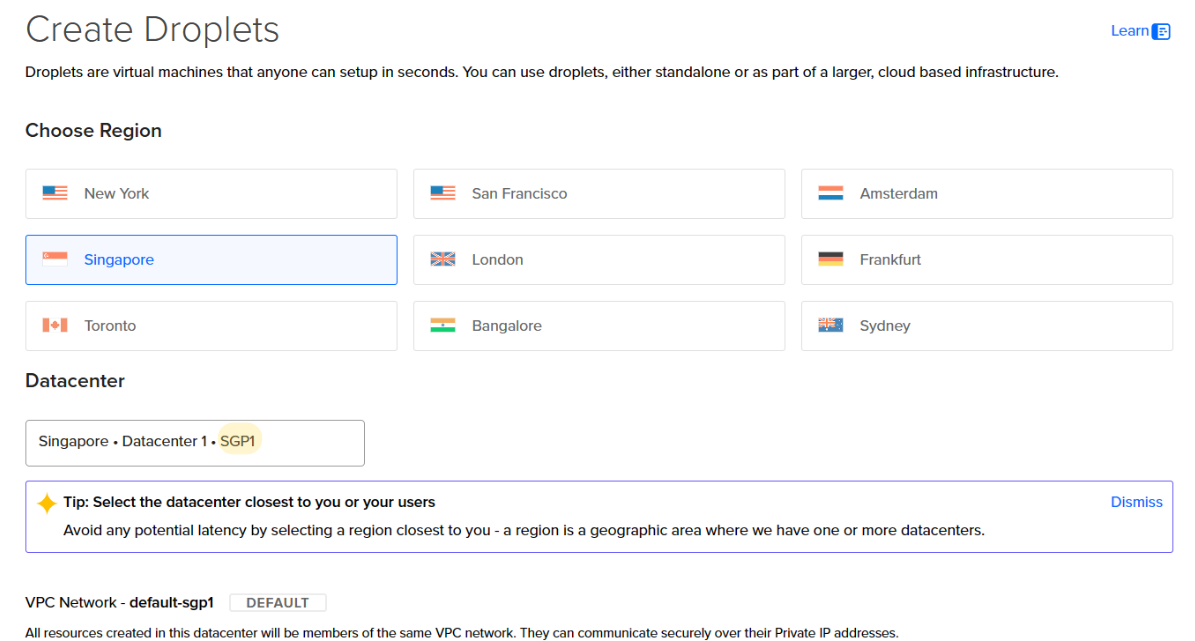 Create Droplets
Learn
Droplets are virtual machines that anyone can setup in seconds. You can use droplets, either standalone or as part of a larger, cloud based infrastructure.
Choose Region
New York
San Francisco
Amsterdam
Singapore
London
Frankfurt
Toronto
Bangalore
Sydney
Datacenter
Singapore • Datacenter 1 • SGP1
Tip: Select the datacenter closest to you or your users
Dismiss
Avoid any potential latency by selecting a region closest to you - a region is a geographic area where we have one or more datacenters.
VPC Network - default-sgp1 DEFAULT
All resources created in this datacenter will be members of the same VPC network. They can communicate securely over their Private IP addresses.